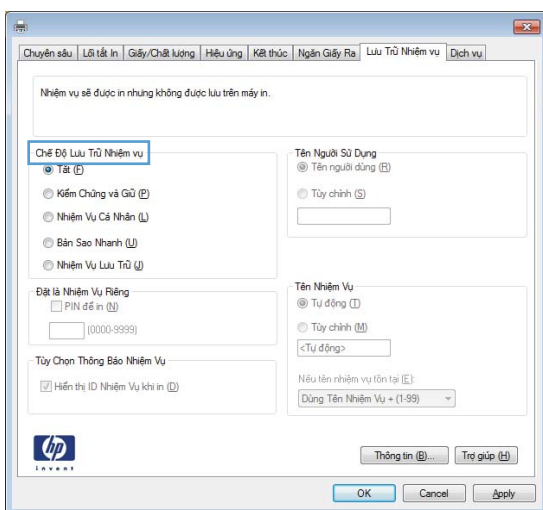 Chuyên sâu Lối tắt In Giấy/Chất lượng Hiệu ứng Kết thúc Ngăn Giấy Ra Lưu Trữ Nhiệm vụ Dịch vụ
Nhiệm vụ sẽ được in nhưng không được lưu trên máy in.
Chế Độ Lưu Trữ Nhiệm vụ
Tắt (F)
Kiểm Chứng và Giữ (P)
Nhiệm Vụ Cá Nhân (L)
Bản Sao Nhanh (U)
Nhiệm Vụ Lưu Trữ (J)
Tên Người Sử Dụng
Tên người dùng (R)
Tùy chỉnh (S)
Đặt là Nhiệm Vụ Riêng
PIN để in (N)
(0000-9999)
Tên Nhiệm Vụ
Tự động (T)
Tùy chỉnh (M)
<Tự động>
Nếu tên nhiệm vụ tồn tại (E):
Dùng Tên Nhiệm Vụ + (1-99)
Tùy Chọn Thông Báo Nhiệm Vụ
Hiển thị ID Nhiệm Vụ khi in (D)
hp
invent
Thông tin (B)... Trợ giúp (H)
OK Cancel Apply